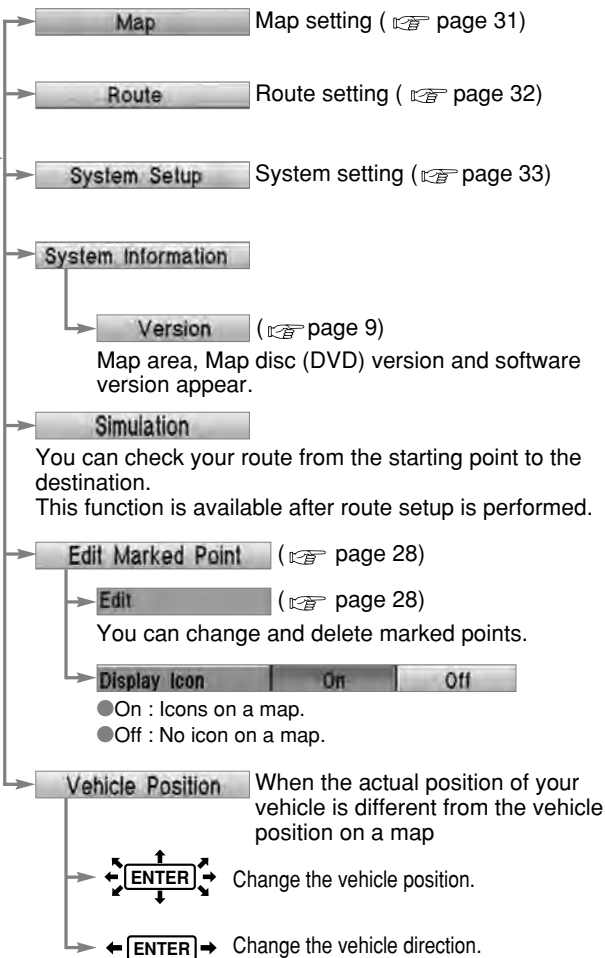 Map Map setting ( page 31)
Route Route setting ( page 32)
System Setup System setting ( page 33)
System Information
Version ( page 9)
Map area, Map disc (DVD) version and software
version appear.
Simulation
You can check your route from the starting point to the
destination.
This function is available after route setup is performed.
Edit Marked Point ( page 28)
Edit ( page 28)
You can change and delete marked points.
Display Icon On Off
●On : Icons on a map.
●Off : No icon on a map.
Vehicle Position When the actual position of your
vehicle is different from the vehicle
position on a map
ENTER Change the vehicle position.
ENTER Change the vehicle direction.